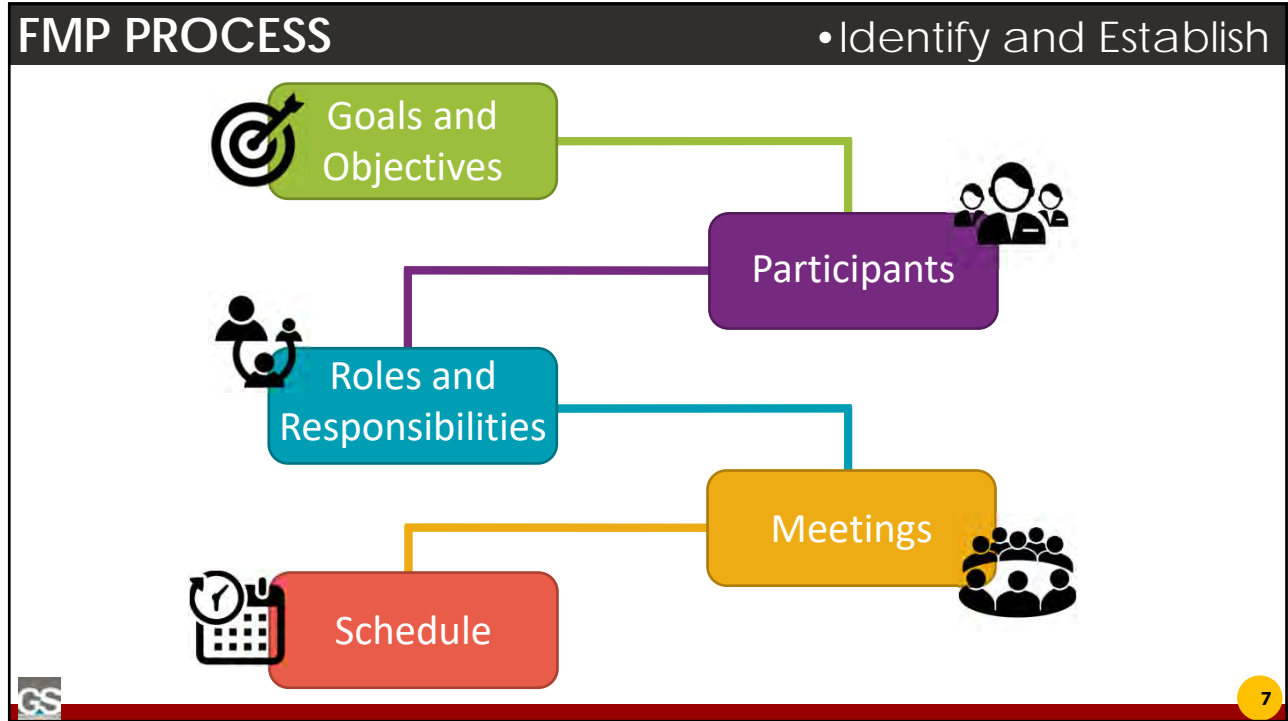 FMP PROCESS
•Identify and Establish
Goals and
Objectives
Participants
Roles and
Responsibilities
Meetings
Schedule
GS
7